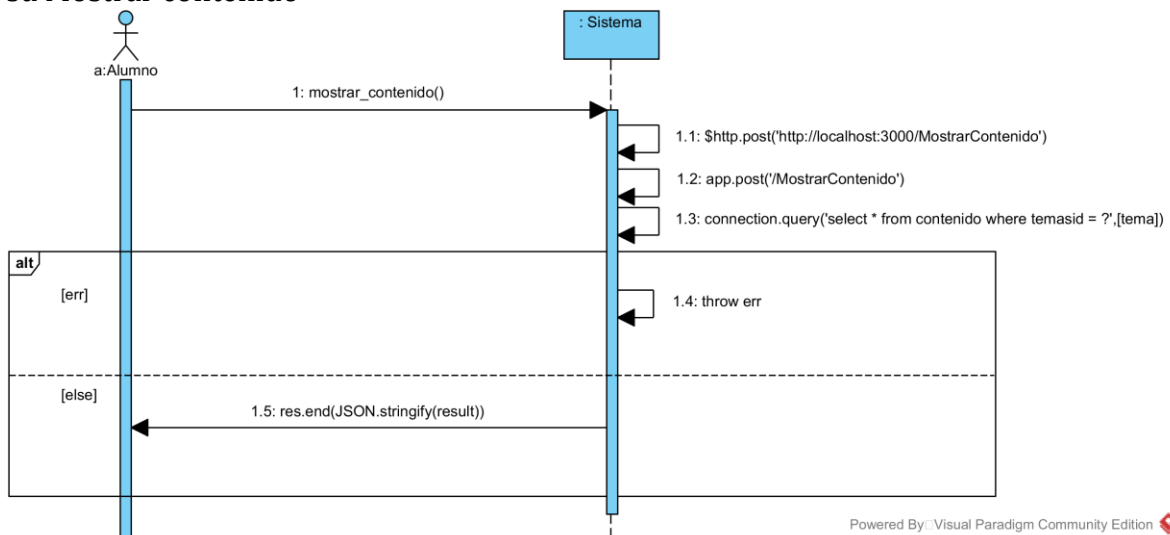 a:Alumno
: Sistema
1: mostrar_contenido()
1.1: $http.post('http://localhost:3000/MostrarContenido')
1.2: app.post('/MostrarContenido')
1.3: connection.query('select * from contenido where temasid = ?',[tema])
alt
[err]
1.4: throw err
[else]
1.5: res.end(JSON.stringify(result))
Powered By Visual Paradigm Community Edition